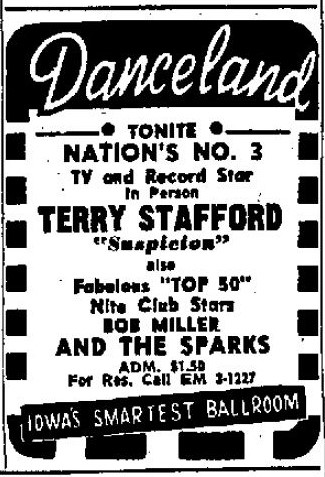 Danceland
TONITE
NATION'S NO. 3
TV and Record Star
In Person
TERRY STAFFORD
"Suspicion"
also
Fabulous "TOP 50"
Nite Club Stars
BOB MILLER
AND THE SPARKS
ADM. $1.50
For Res. Call EM 3-1227
IOWA'S SMARTEST BALLROOM